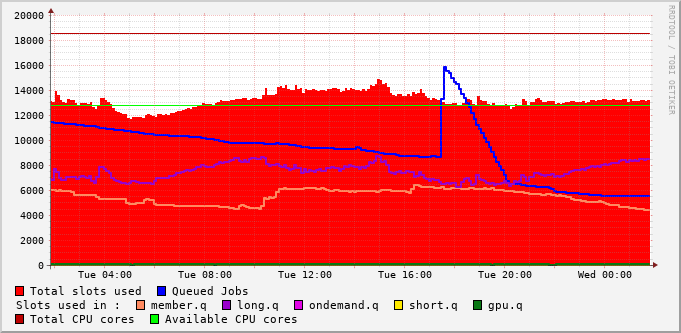 20000
18000
16000
14000
12000
10000
8000
6000
4000
2000
0
Tue 04:00 Tue 08:00 Tue 12:00 Tue 16:00 Tue 20:00 Wed 00:00
RRDTOOL / TOBI OETIKER
Total slots used Queued Jobs
Slots used in : member.q long.q ondemand.q short.q gpu.q
Total CPU cores Available CPU cores